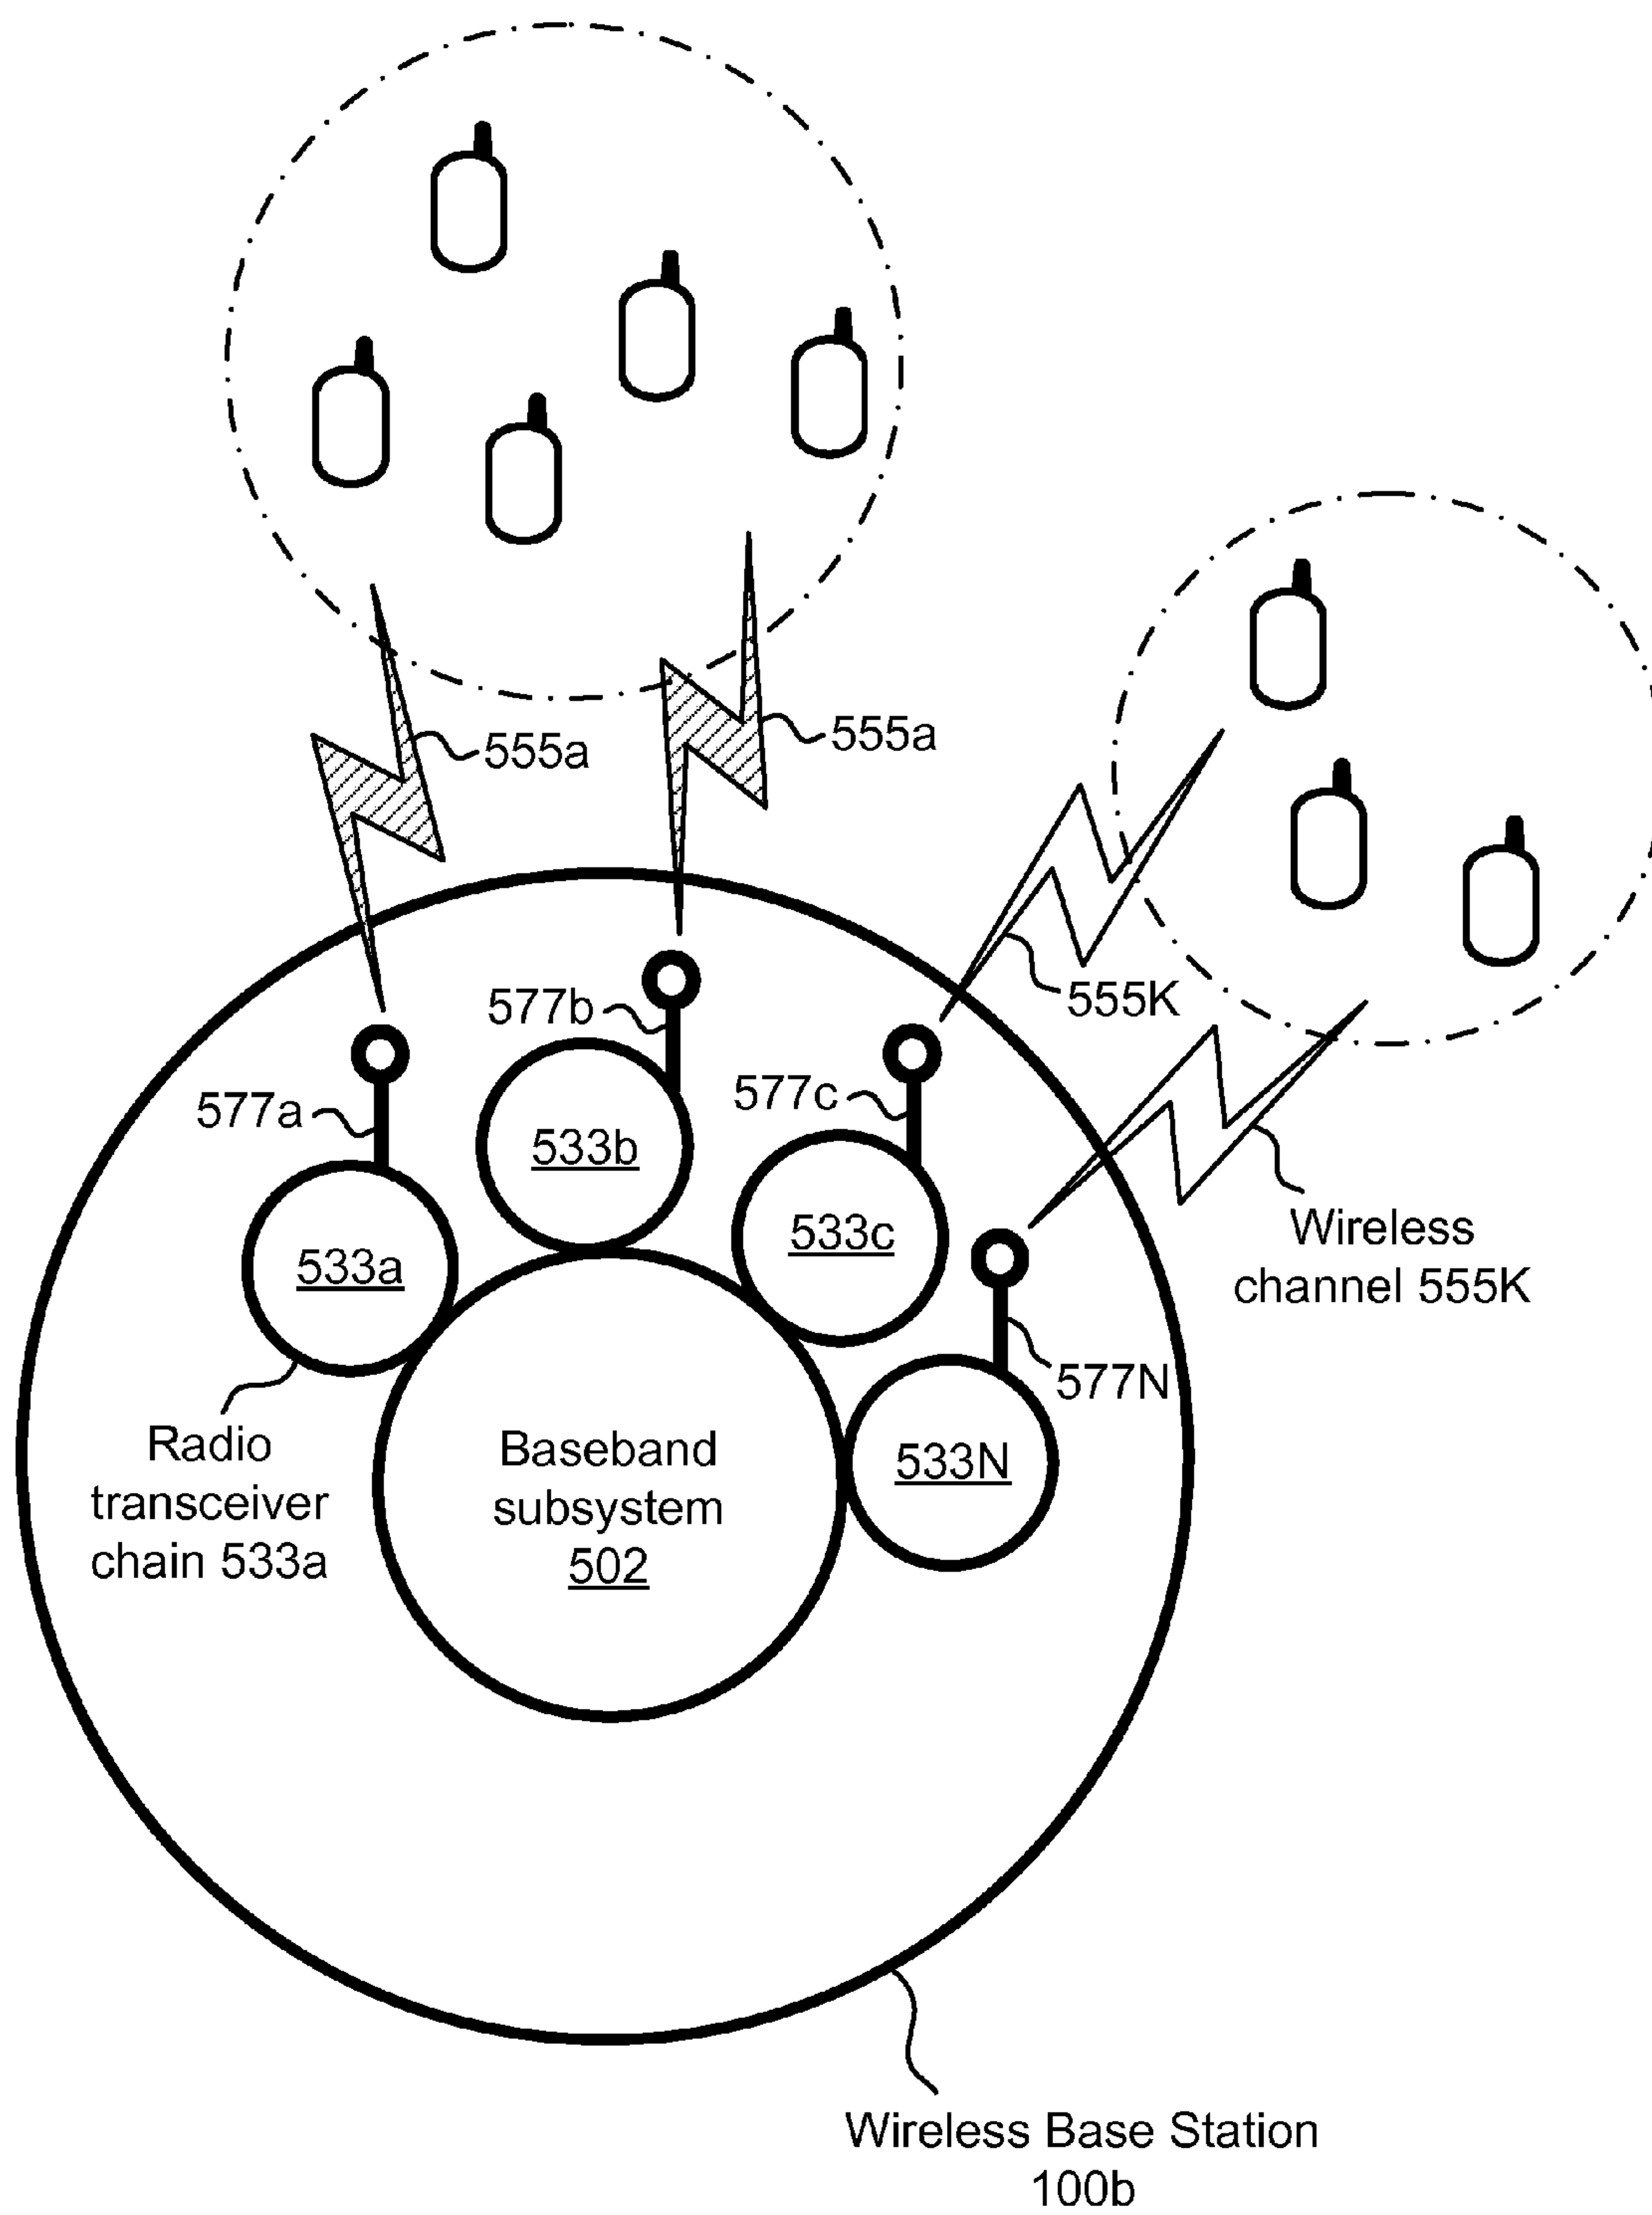 555a
555a
555K
577b
577a
577c
533b
533c
533a
Wireless
channel 555K
577N
Radio
transceiver
chain 533a
Baseband
subsystem
502
533N
Wireless Base Station
100b